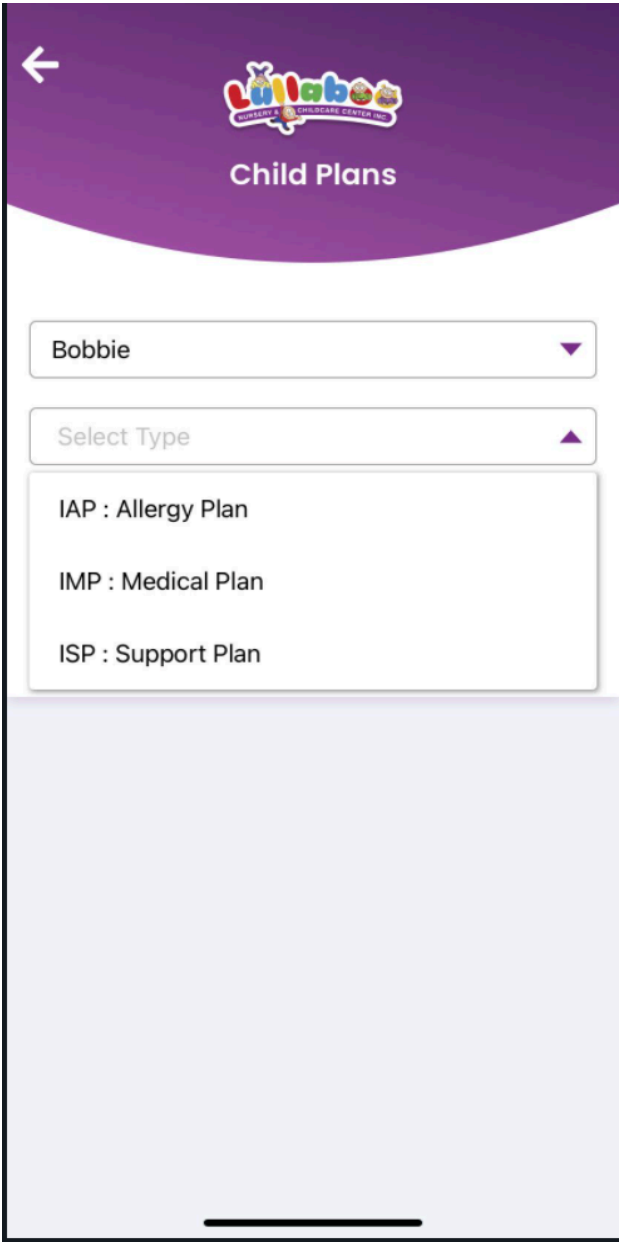 Lullaboo
NURSERY & CHILDCARE CENTER INC.
Child Plans
Bobbie
Select Type
IAP : Allergy Plan
IMP : Medical Plan
ISP : Support Plan